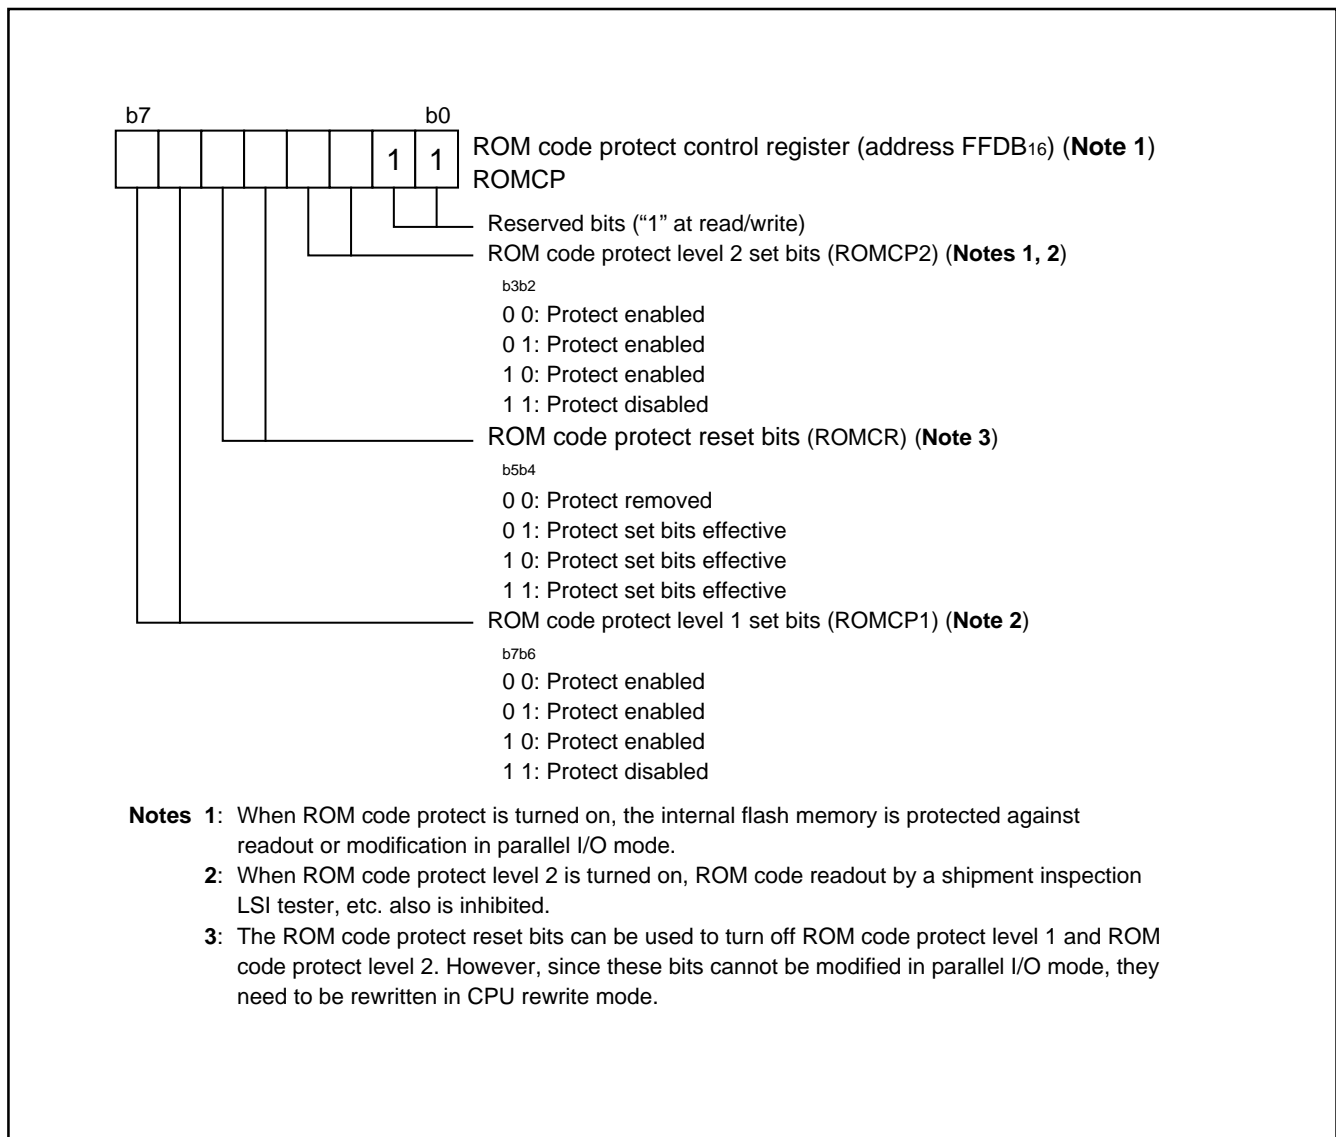 b7 b0
1 1 ROM code protect control register (address FFDB16) (Note 1)
ROMCP
Reserved bits (“1” at read/write)
ROM code protect level 2 set bits (ROMCP2) (Notes 1, 2)
b3b2
0 0: Protect enabled
0 1: Protect enabled
1 0: Protect enabled
1 1: Protect disabled
ROM code protect reset bits (ROMCR) (Note 3)
b5b4
0 0: Protect removed
0 1: Protect set bits effective
1 0: Protect set bits effective
1 1: Protect set bits effective
ROM code protect level 1 set bits (ROMCP1) (Note 2)
b7b6
0 0: Protect enabled
0 1: Protect enabled
1 0: Protect enabled
1 1: Protect disabled
Notes 1: When ROM code protect is turned on, the internal flash memory is protected against
readout or modification in parallel I/O mode.
2: When ROM code protect level 2 is turned on, ROM code readout by a shipment inspection
LSI tester, etc. also is inhibited.
3: The ROM code protect reset bits can be used to turn off ROM code protect level 1 and ROM
code protect level 2. However, since these bits cannot be modified in parallel I/O mode, they
need to be rewritten in CPU rewrite mode.